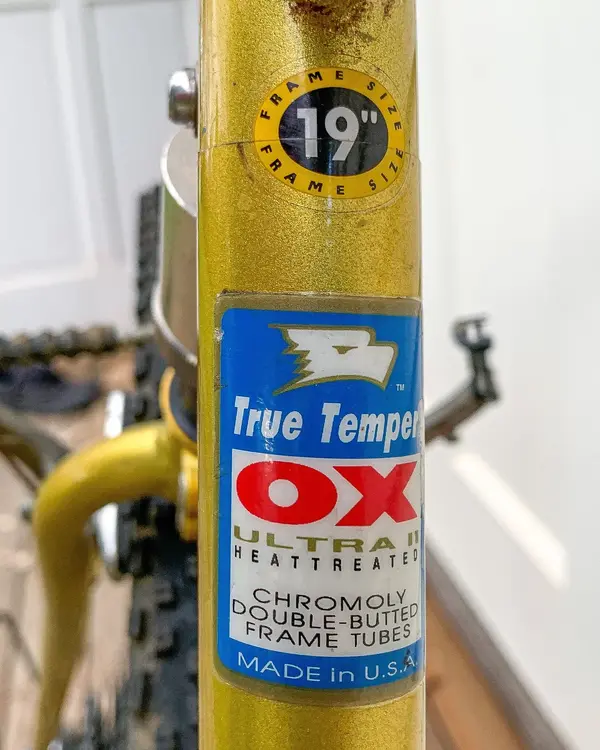 FRAME SIZE
19"
FRAME SIZE
TM
True Temper
OX
ULTRA II
HEATTREATED
CHROMOLY
DOUBLE-BUTTED
FRAME TUBES
MADE in U.S.A.